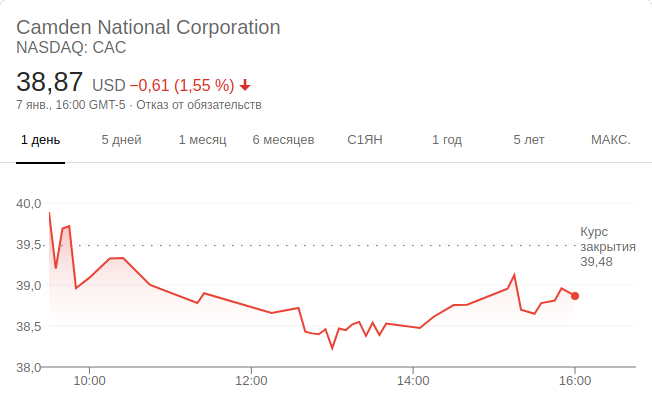 Camden National Corporation
NASDAQ: CAC
38,87 USD −0,61 (1,55 %)
7 янв., 16:00 GMT-5 · Отказ от обязательств
1 день 5 дней 1 месяц 6 месяцев С1ЯН 1 год 5 лет МАКС.
40,0
Курс
39,5 закрытия
39,48
39,0
38,5
38,0
10:00 12:00 14:00 16:00